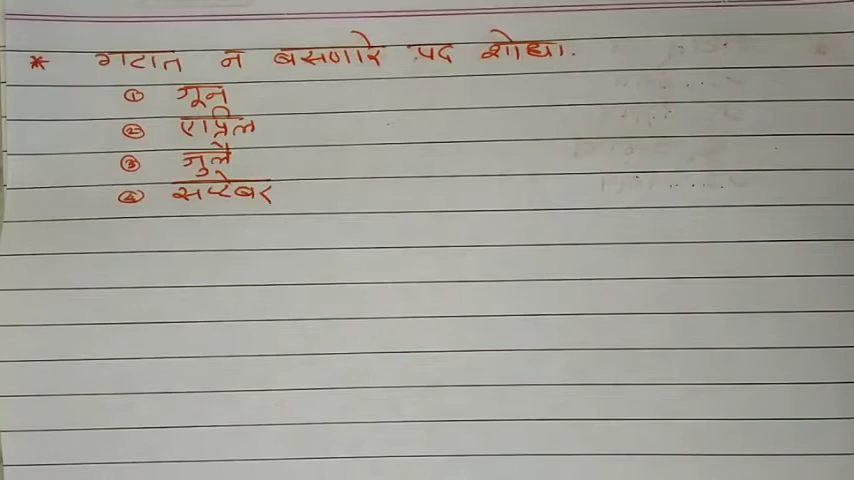 * गटात न बसणारे पद शोधा.
① जून
② एप्रिल
③ जुलै
④ सप्टेंबर